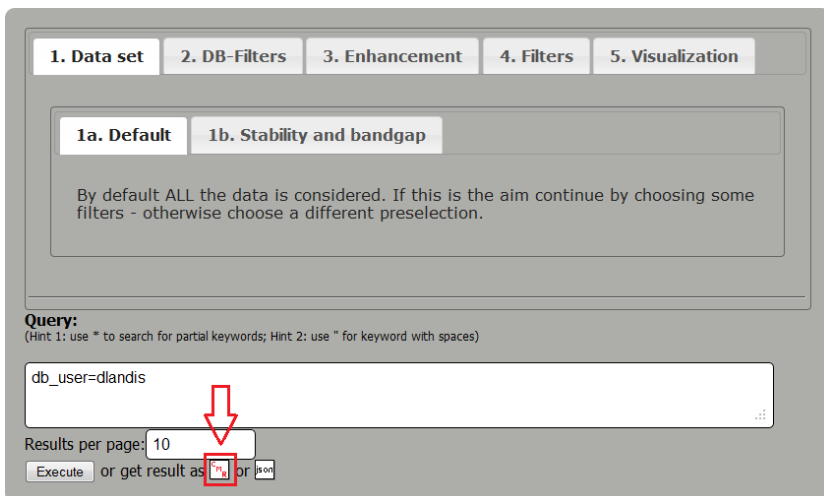 1. Data set 2. DB-Filters 3. Enhancement 4. Filters 5. Visualization
1a. Default 1b. Stability and bandgap
By default ALL the data is considered. If this is the aim continue by choosing some
filters - otherwise choose a different preselection.
Query:
(Hint 1: use * to search for partial keywords; Hint 2: use " for keyword with spaces)
db_user=dlandis
Results per page: 10
Execute or get result as CMR or json